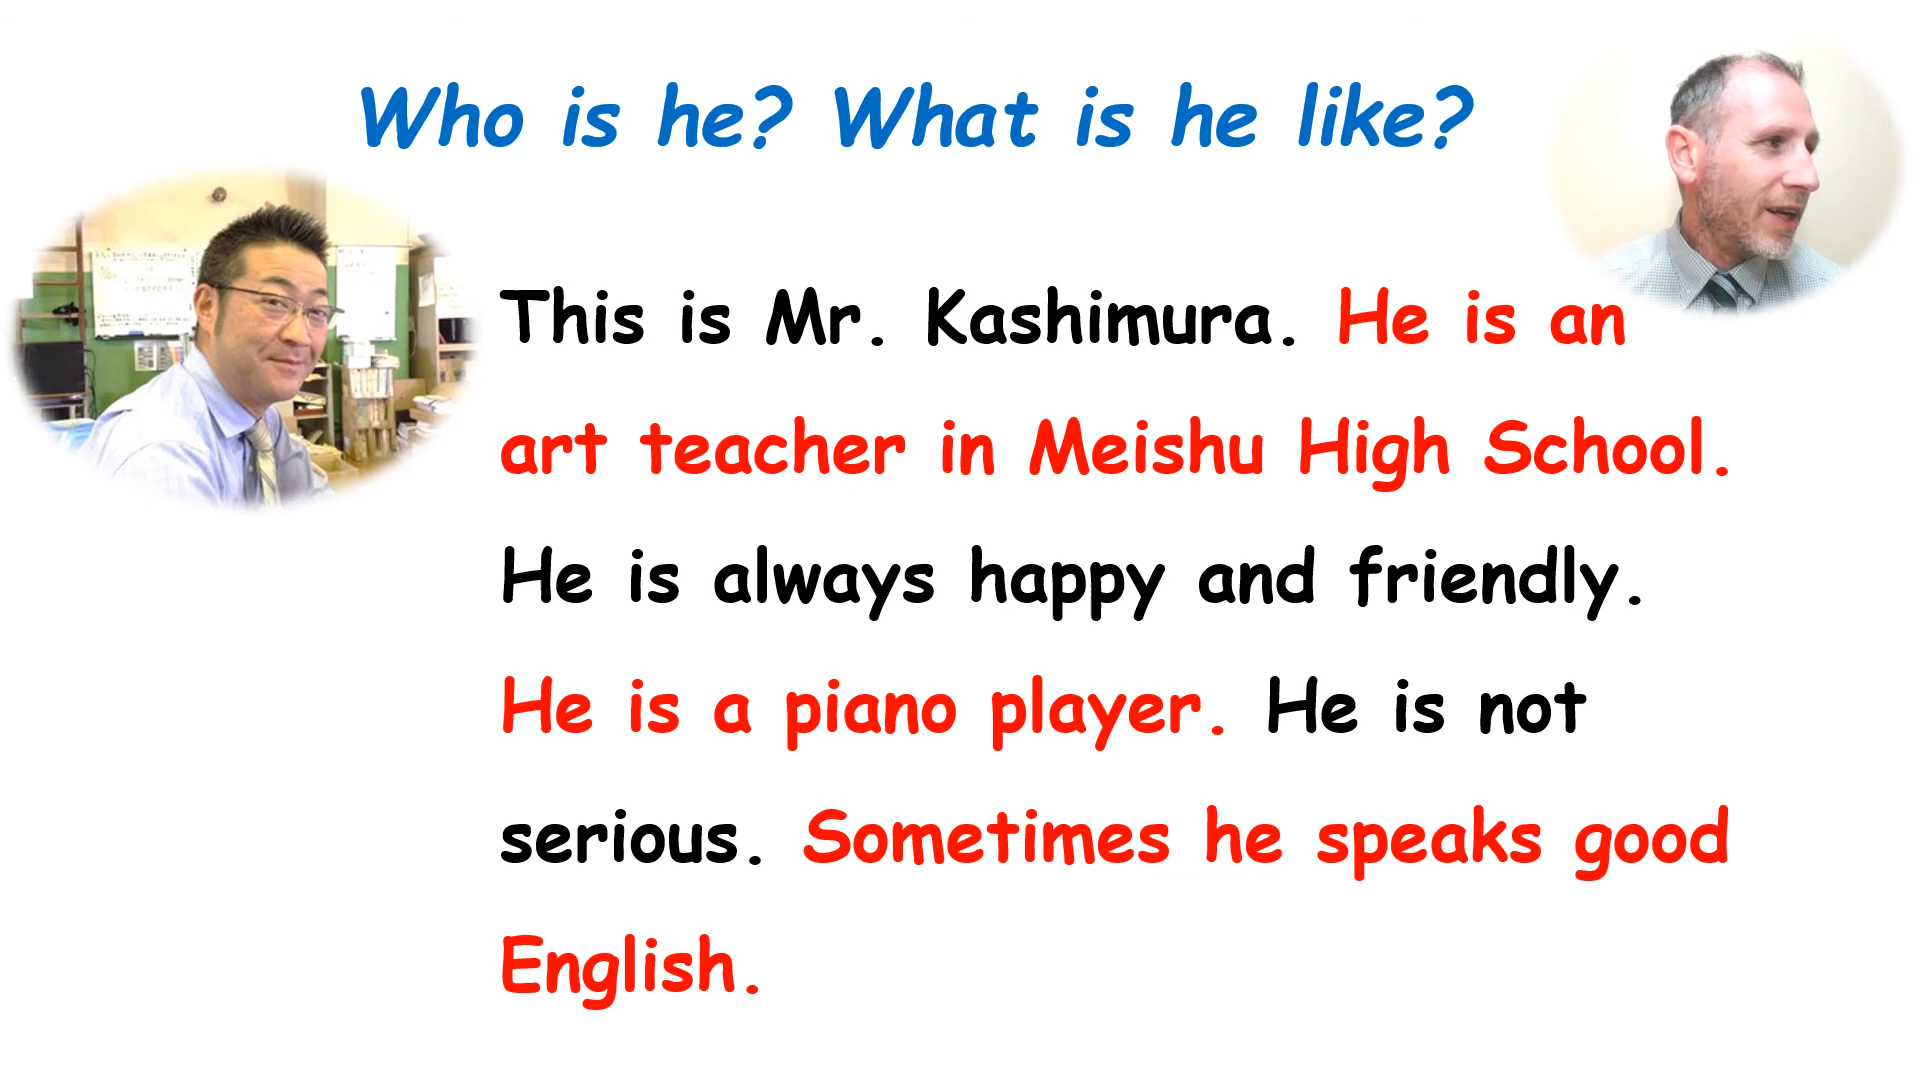 Who is he? What is he like?
This is Mr. Kashimura. He is an
art teacher in Meishu High School.
He is always happy and friendly.
He is a piano player. He is not
serious. Sometimes he speaks good
English.